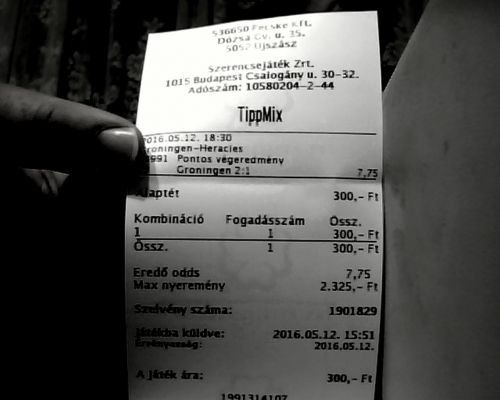 536650 Fecske Kft.
Dózsa Gy. u. 35.
5052 Újszász
Szerencsejáték Zrt.
1015 Budapest Csalogány u. 30-32.
Adószám: 10580204-2-44
TippMix
2016.05.12. 18:30
Groningen-Heracles
991 Pontos végeredmény
Groningen 2:1 7,75
Alaptét 300,- Ft
Kombináció Fogadásszám Össz.
1 1 300,- Ft
Össz. 1 300,- Ft
Eredő odds 7,75
Max nyeremény 2.325,- Ft
Szelvény száma: 1901829
Játékba küldve: 2016.05.12. 15:51
Érvényesség: 2016.05.12.
A játék ára: 300,- Ft
1991314107